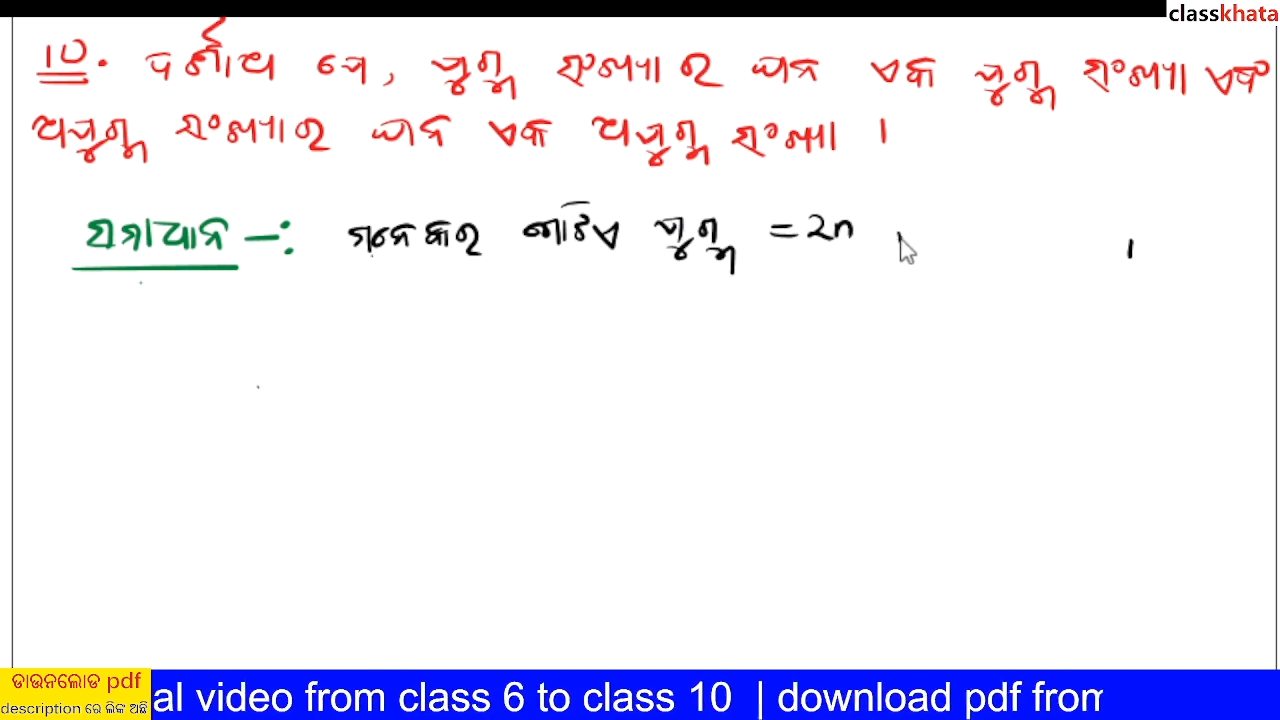 classkhata
10. ଦର୍ଶାଅ ଯେ, ଯୁଗ୍ମ ସଂଖ୍ୟାର ଘନ ଏକ ଯୁଗ୍ମ ସଂଖ୍ୟା ଏବଂ
ଅଯୁଗ୍ମ ସଂଖ୍ୟାର ଘନ ଏକ ଅଯୁଗ୍ମ ସଂଖ୍ୟା ।
ସମାଧାନ -: ମନେକର ଗୋଟିଏ ଯୁଗ୍ମ = 2n ।
ଡାଉନଲୋଡ pdf
description ରେ ଲିଙ୍କ ଅଛି
al video from class 6 to class 10 | download pdf from